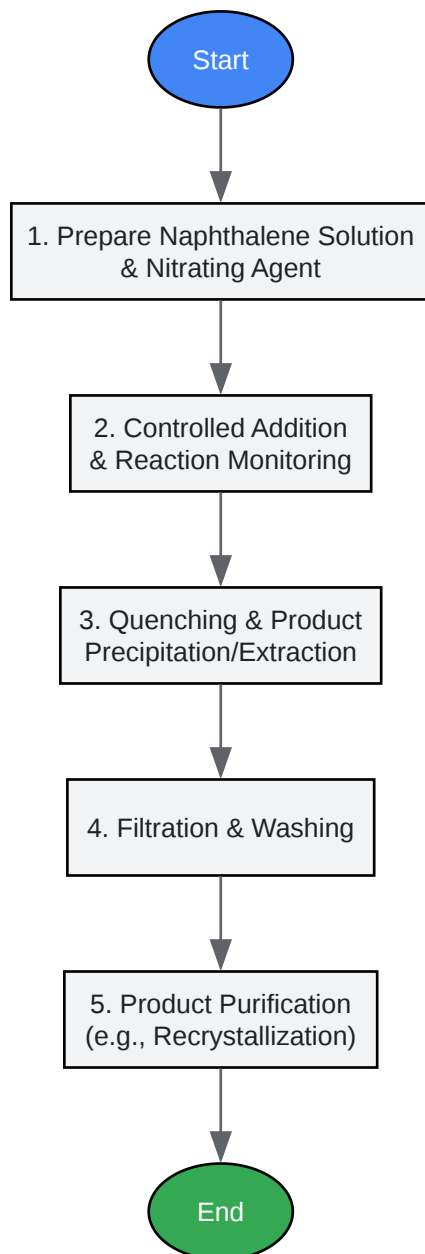 Start
1. Prepare Naphthalene Solution
& Nitrating Agent
2. Controlled Addition
& Reaction Monitoring
3. Quenching & Product
Precipitation/Extraction
4. Filtration & Washing
5. Product Purification
(e.g., Recrystallization)
End